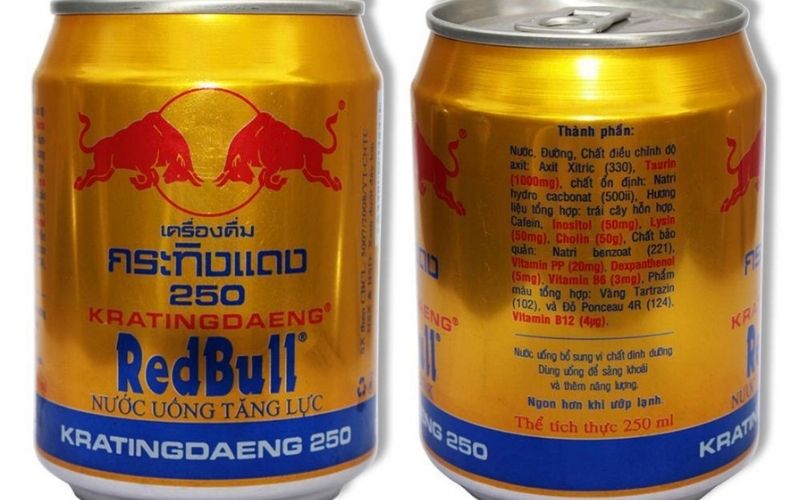 เครื่องดื่ม
กระทิงแดง
250
KRATINGDAENG®
RedBull®
NƯỚC UỐNG TĂNG LỰC
KRATINGDAENG 250
Thành phần:
Nước, Đường, Chất điều chỉnh độ
axit: Axit Xitric (330), Taurin
(1000mg), chất ổn định: Natri
hydro cacbonat (500ii), Hương
liệu tổng hợp: trái cây hỗn hợp,
Cafein, Inositol (50mg), Lysin
(50mg), Cholin (50g), Chất bảo
quản: Natri benzoat (221),
Vitamin PP (20mg), Dexpanthenol
(5mg), Vitamin B6 (3mg), Phẩm
màu tổng hợp: Vàng Tartrazin
(102), và Đỏ Ponceau 4R (124),
Vitamin B12 (4µg).
Nước uống bổ sung vi chất dinh dưỡng
Dùng uống để sảng khoái
và thêm năng lượng.
Ngon hơn khi ướp lạnh.
Thể tích thực 250 ml
DAENG 250
KRATING